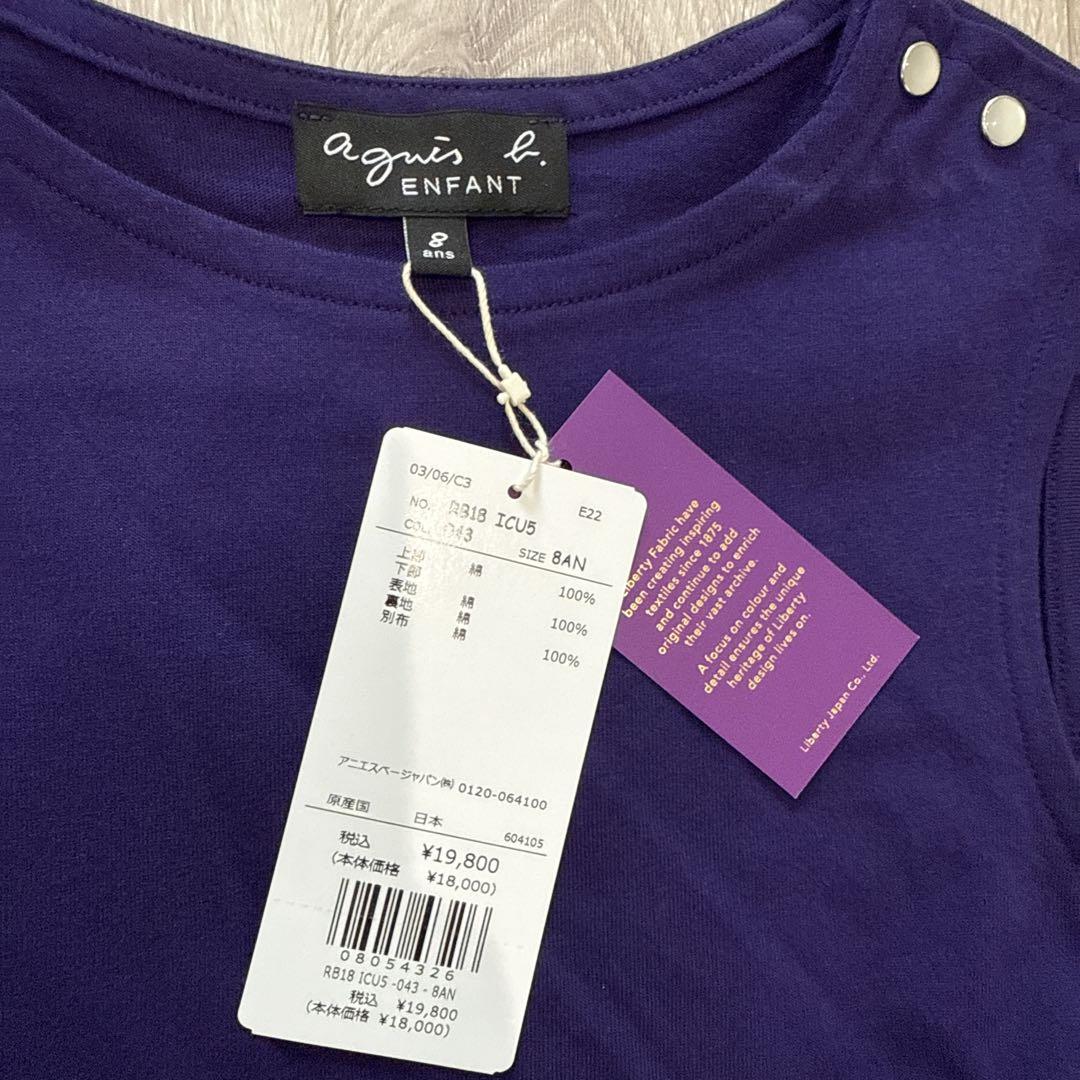 agnès b.
ENFANT
8
ans
03/06/C3
E22
NO. RB18 ICU5
COL. 043
SIZE 8AN
上部 綿 100%
下部
表地 綿 100%
裏地 綿
別布 綿 100%
アニエスベージャパン㈱ 0120-064100
原産国 日本
604105
税込 ¥19,800
(本体価格 ¥18,000)
08054326
RB18 ICU5 -043 - 8AN
税込 ¥19,800
(本体価格 ¥18,000)
Liberty Fabric have
been creating inspiring
textiles since 1875
and continue to add
original designs to enrich
their vast archive.
A focus on colour and
detail ensures the unique
heritage of Liberty
design lives on.
Liberty Japan Co., Ltd.